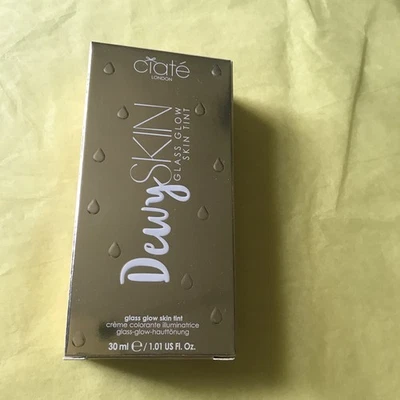 ciaté
LONDON
DewySKIN
GLASS GLOW
SKIN TINT
glass glow skin tint
crème colorante illuminatrice
glass-glow-hauttönung
30 ml ℮ / 1.01 US Fl. Oz.